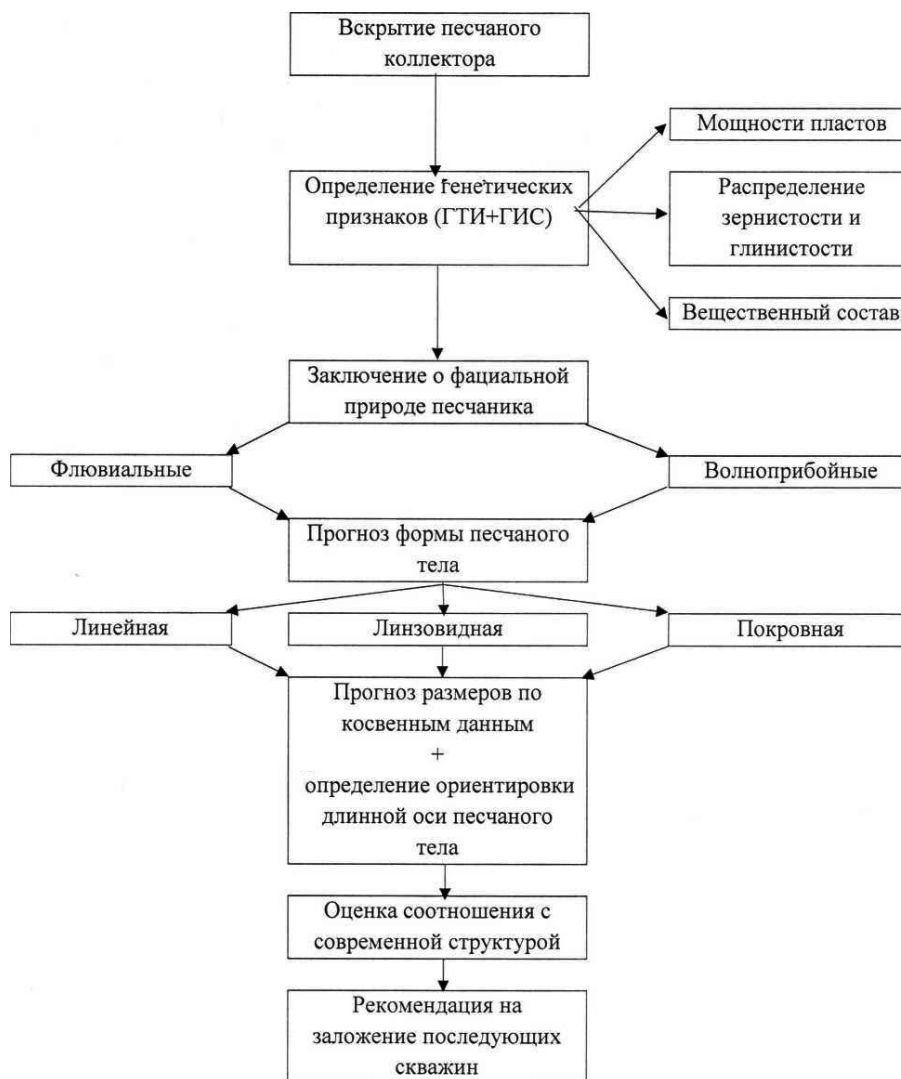 Вскрытие песчаного
коллектора
Мощности пластов
Определение генетических
признаков (ГТИ+ГИС)
Распределение
зернистости и
глинистости
Вещественный состав
Заключение о фациальной
природе песчаника
Флювиальные
Волноприбойные
Прогноз формы песчаного
тела
Линейная
Линзовидная
Покровная
Прогноз размеров по
косвенным данным
+
определение ориентировки
длинной оси песчаного
тела
Оценка соотношения с
современной структурой
Рекомендация на
заложение последующих
скважин